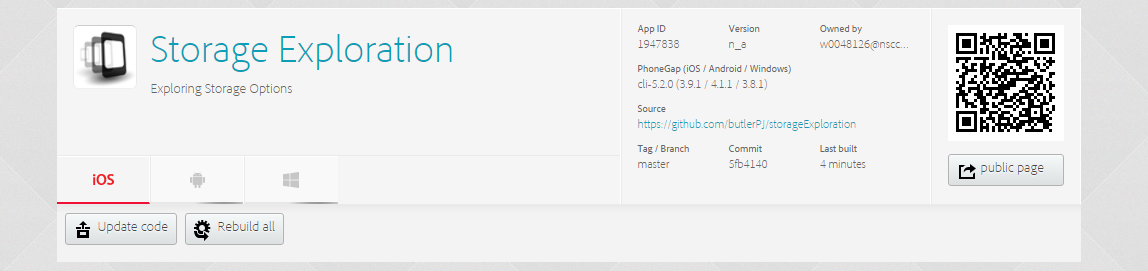 Storage Exploration
Exploring Storage Options
iOS
Update code
Rebuild all
App ID Version Owned by
1947838 n_a w0048126@nscc...
PhoneGap (iOS / Android / Windows)
cli-5.2.0 (3.9.1 / 4.1.1 / 3.8.1)
Source
https://github.com/butlerPJ/storageExploration
Tag / Branch Commit Last built
master 5fb4140 4 minutes
public page